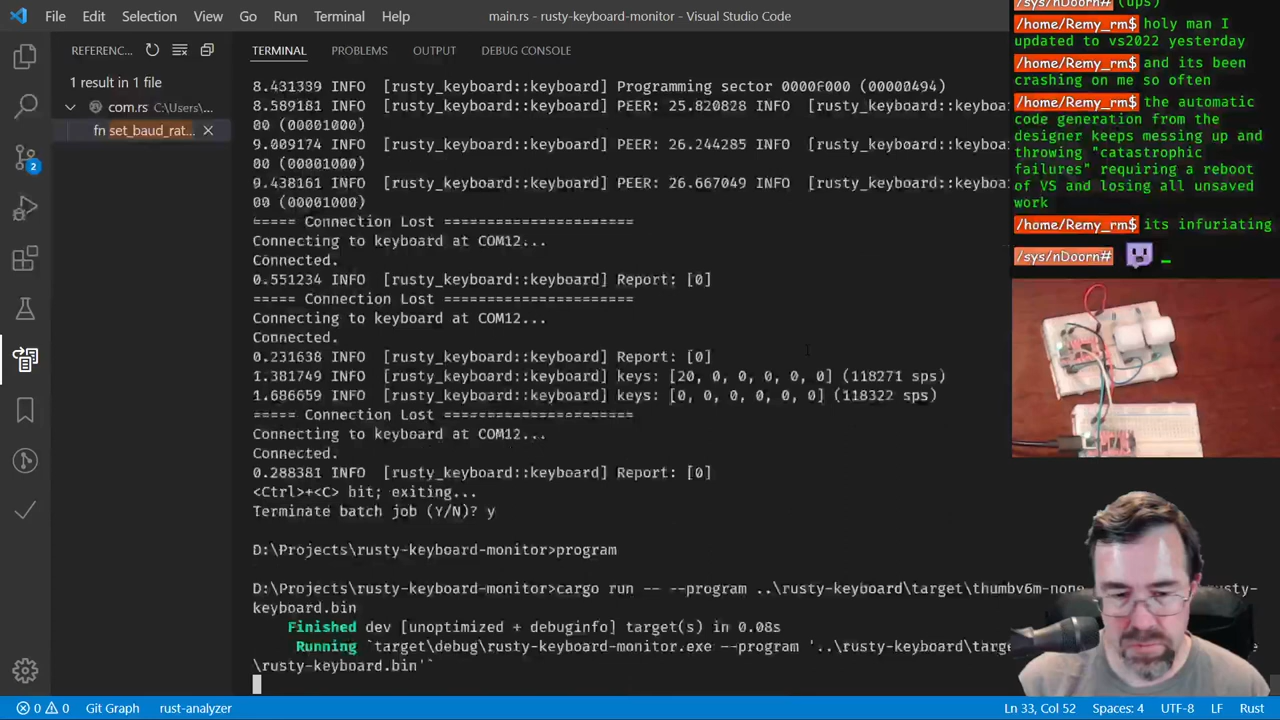 File Edit Selection View Go Run Terminal Help
main.rs - rusty-keyboard-monitor - Visual Studio Code
REFERENC...
1 result in 1 file
com.rs C:\Users\...
fn set_baud_rat...
TERMINAL PROBLEMS OUTPUT DEBUG CONSOLE
8.431339 INFO [rusty_keyboard::keyboard] Programming sector 0000F000 (00000494)
8.589181 INFO [rusty_keyboard::keyboard] PEER: 25.820828 INFO [rusty_keyboard::keyboa
00 (00001000)
9.009174 INFO [rusty_keyboard::keyboard] PEER: 26.244285 INFO [rusty_keyboard::keyboa
00 (00001000)
9.438161 INFO [rusty_keyboard::keyboard] PEER: 26.667049 INFO [rusty_keyboard::keyboa
00 (00001000)
===== Connection Lost =======================
Connecting to keyboard at COM12...
Connected.
0.551234 INFO [rusty_keyboard::keyboard] Report: [0]
===== Connection Lost =======================
Connecting to keyboard at COM12...
Connected.
0.231638 INFO [rusty_keyboard::keyboard] Report: [0]
1.381749 INFO [rusty_keyboard::keyboard] keys: [20, 0, 0, 0, 0, 0] (118271 sps)
1.686659 INFO [rusty_keyboard::keyboard] keys: [0, 0, 0, 0, 0, 0] (118322 sps)
===== Connection Lost =======================
Connecting to keyboard at COM12...
Connected.
0.288381 INFO [rusty_keyboard::keyboard] Report: [0]
<Ctrl>+<C> hit; exiting...
Terminate batch job (Y/N)? y
D:\Projects\rusty-keyboard-monitor>program
D:\Projects\rusty-keyboard-monitor>cargo run -- --program ..\rusty-keyboard\target\thumbv6m-none
keyboard.bin
Finished dev [unoptimized + debuginfo] target(s) in 0.08s
Running `target\debug\rusty-keyboard-monitor.exe --program '..\rusty-keyboard\targe
\rusty-keyboard.bin'`
/sys/nDoorn# (ups)
/home/Remy_rm$ holy man I
updated to vs2022 yesterday
/home/Remy_rm$ and its been
crashing on me so often
/home/Remy_rm$ the automatic
code generation from the
designer keeps messing up and
throwing "catastrophic
failures" requiring a reboot
of VS and losing all unsaved
work
/home/Remy_rm$ its infuriating
/sys/nDoorn# _
2
0 0 Git Graph rust-analyzer
Ln 33, Col 52 Spaces: 4 UTF-8 LF Rust